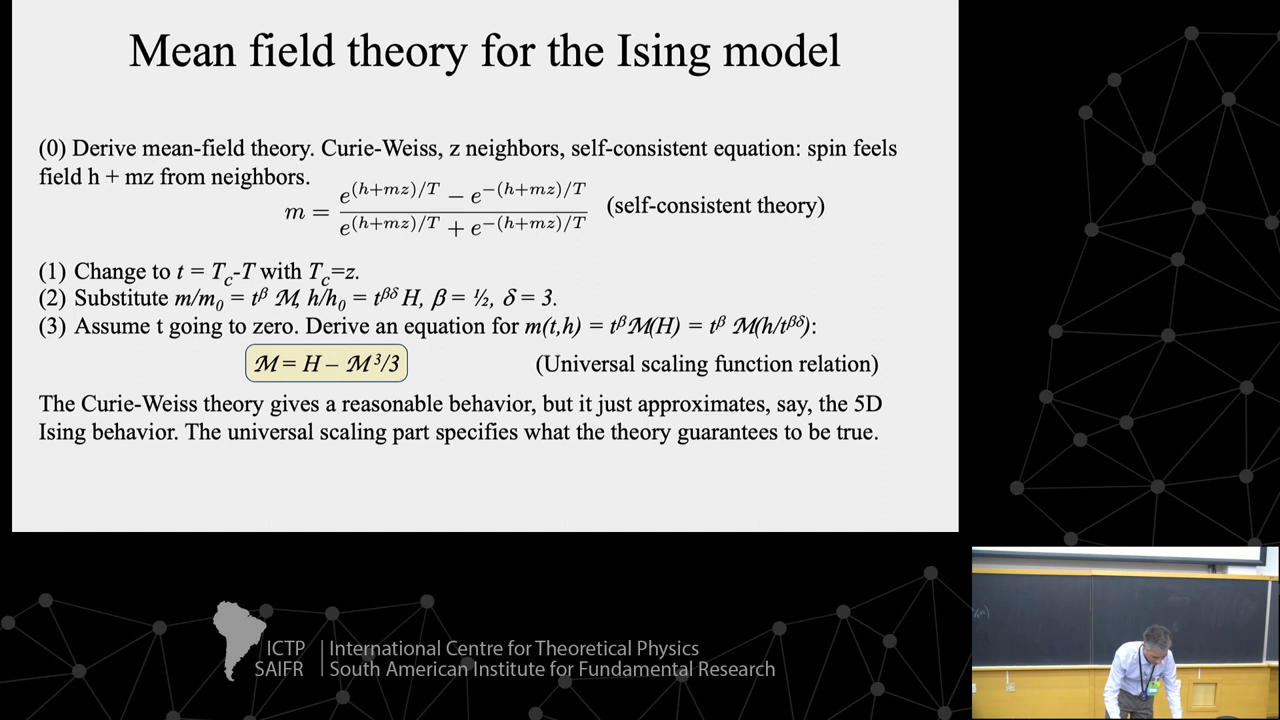 Mean field theory for the Ising model
(0) Derive mean-field theory. Curie-Weiss, z neighbors, self-consistent equation: spin feels
field h + mz from neighbors.
m = \frac{e^{(h+mz)/T} − e^{−(h+mz)/T}}{e^{(h+mz)/T} + e^{−(h+mz)/T}} (self-consistent theory)
(1) Change to t = T_c-T with T_c=z.
(2) Substitute m/m_0 = t^β ℳ, h/h_0 = t^{βδ} H, β = ½, δ = 3.
(3) Assume t going to zero. Derive an equation for m(t,h) = t^β ℳ(H) = t^β ℳ(h/t^{βδ}):
ℳ = H – ℳ^3/3 (Universal scaling function relation)
The Curie-Weiss theory gives a reasonable behavior, but it just approximates, say, the 5D
Ising behavior. The universal scaling part specifies what the theory guarantees to be true.
ICTP | International Centre for Theoretical Physics
SAIFR | South American Institute for Fundamental Research